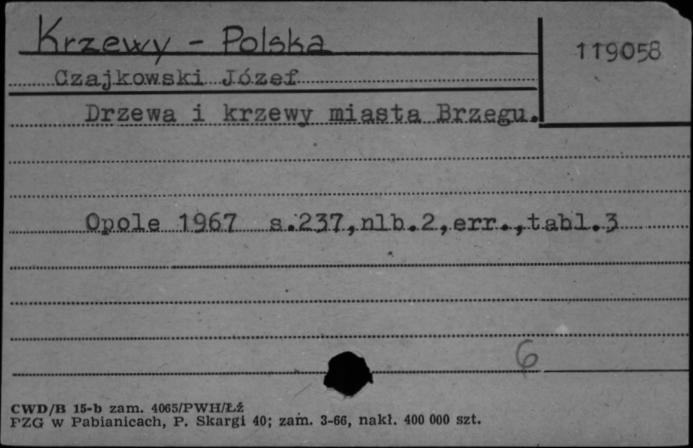 Krzewy - Polska
119058
Czajkowski Józef
Drzewa i krzewy miasta Brzegu.
Opole 1967 s.237,nlb.2,err.,tabl.3
6
CWD/B 15-b zam. 4065/PWH/Łź
PZG w Pabianicach, P. Skargi 40; zam. 3-66, nakł. 400 000 szt.